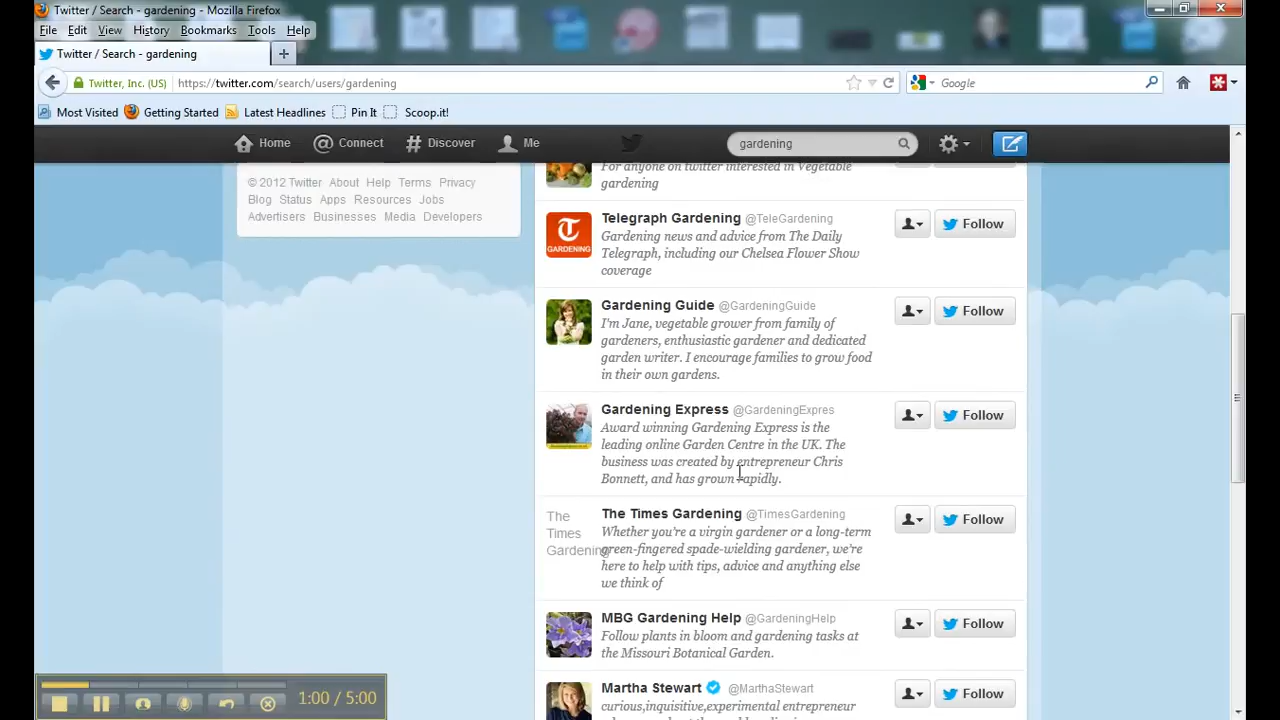 Twitter / Search - gardening - Mozilla Firefox
File Edit View History Bookmarks Tools Help
Twitter / Search - gardening
Twitter, Inc. (US) https://twitter.com/search/users/gardening Google
Most Visited Getting Started Latest Headlines Pin It Scoop.it!
Home @ Connect # Discover Me gardening
© 2012 Twitter About Help Terms Privacy
Blog Status Apps Resources Jobs
Advertisers Businesses Media Developers
For anyone on twitter interested in Vegetable
gardening
T
GARDENING
Telegraph Gardening @TeleGardening Follow
Gardening news and advice from The Daily
Telegraph, including our Chelsea Flower Show
coverage
Gardening Guide @GardeningGuide Follow
I'm Jane, vegetable grower from family of
gardeners, enthusiastic gardener and dedicated
garden writer. I encourage families to grow food
in their own gardens.
Gardening Express @GardeningExpres Follow
Award winning Gardening Express is the
leading online Garden Centre in the UK. The
business was created by entrepreneur Chris
Bonnett, and has grown rapidly.
The
Times
Gardening
The Times Gardening @TimesGardening Follow
Whether you're a virgin gardener or a long-term
green-fingered spade-wielding gardener, we're
here to help with tips, advice and anything else
we think of
MBG Gardening Help @GardeningHelp Follow
Follow plants in bloom and gardening tasks at
the Missouri Botanical Garden.
Martha Stewart @MarthaStewart Follow
curious,inquisitive,experimental entrepreneur
1:00 / 5:00